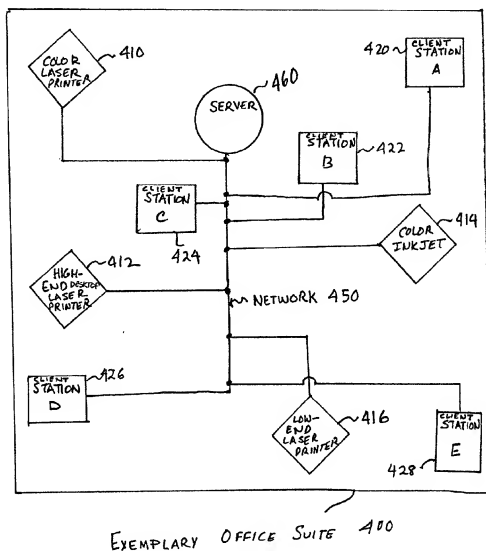 COLOR
LASER
PRINTER
410
SERVER
460
420
CLIENT
STATION
A
CLIENT
STATION
B
422
CLIENT
STATION
C
424
COLOR
INKJET
414
412
HIGH-
END DESKTOP
LASER
PRINTER
NETWORK 450
CLIENT
STATION
D
426
LOW-
END
LASER
PRINTER
416
CLIENT
STATION
E
428
EXEMPLARY OFFICE SUITE 400